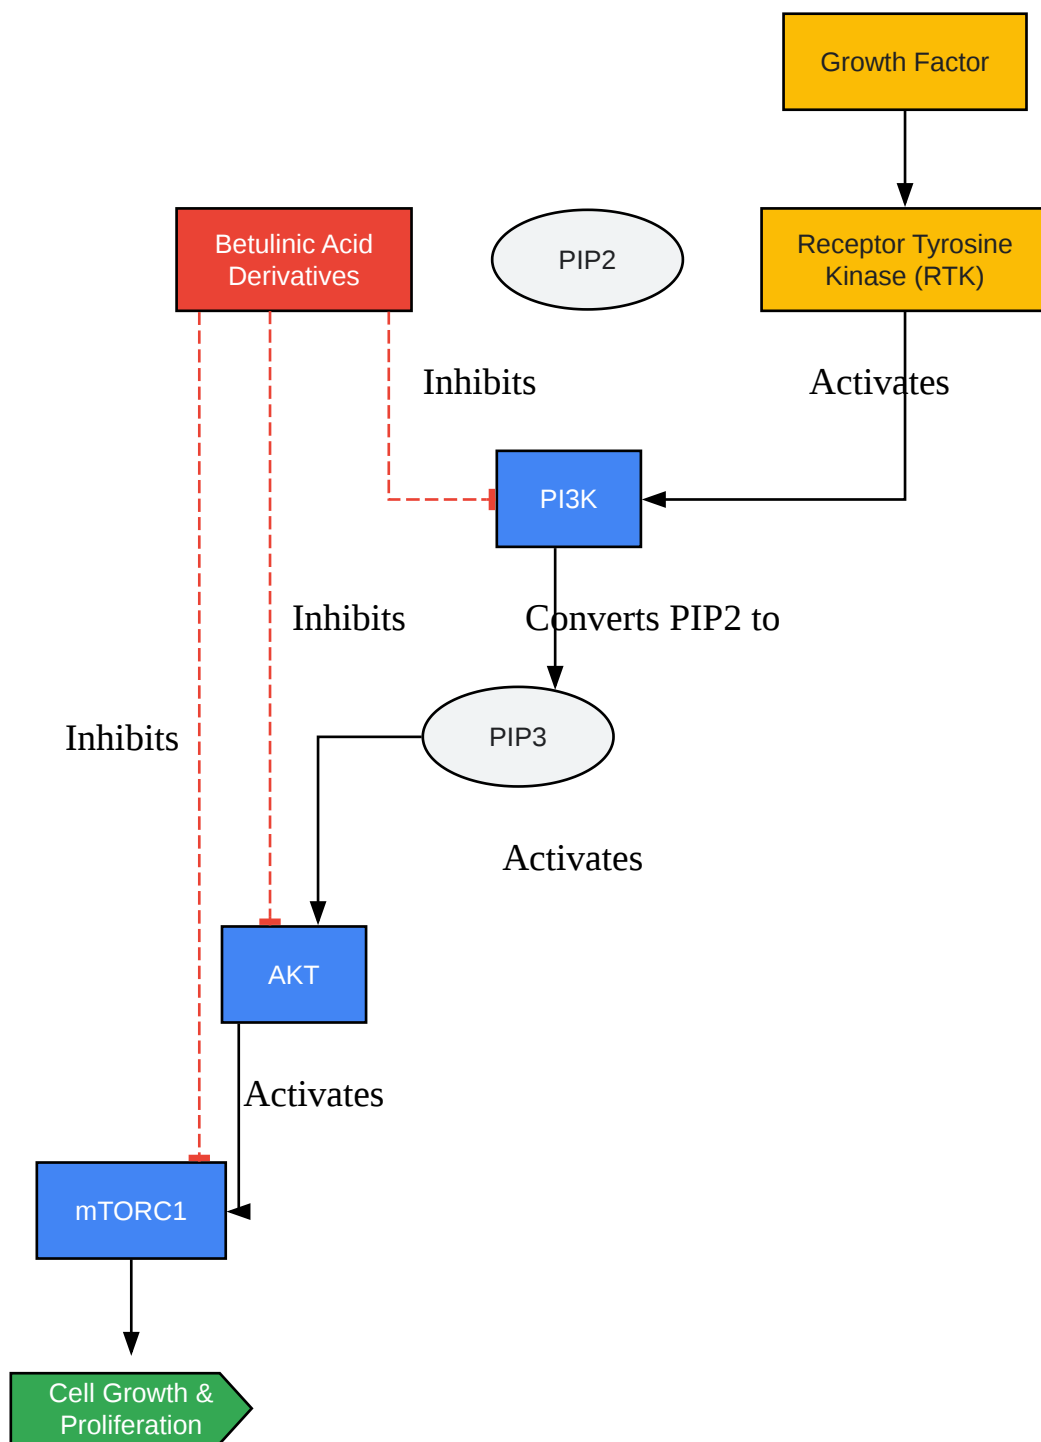 Growth Factor
Betulinic Acid
Derivatives
PIP2
Receptor Tyrosine
Kinase (RTK)
Inhibits
Activates
PI3K
Inhibits
Converts PIP2 to
Inhibits
PIP3
Activates
AKT
Activates
mTORC1
Cell Growth &
Proliferation